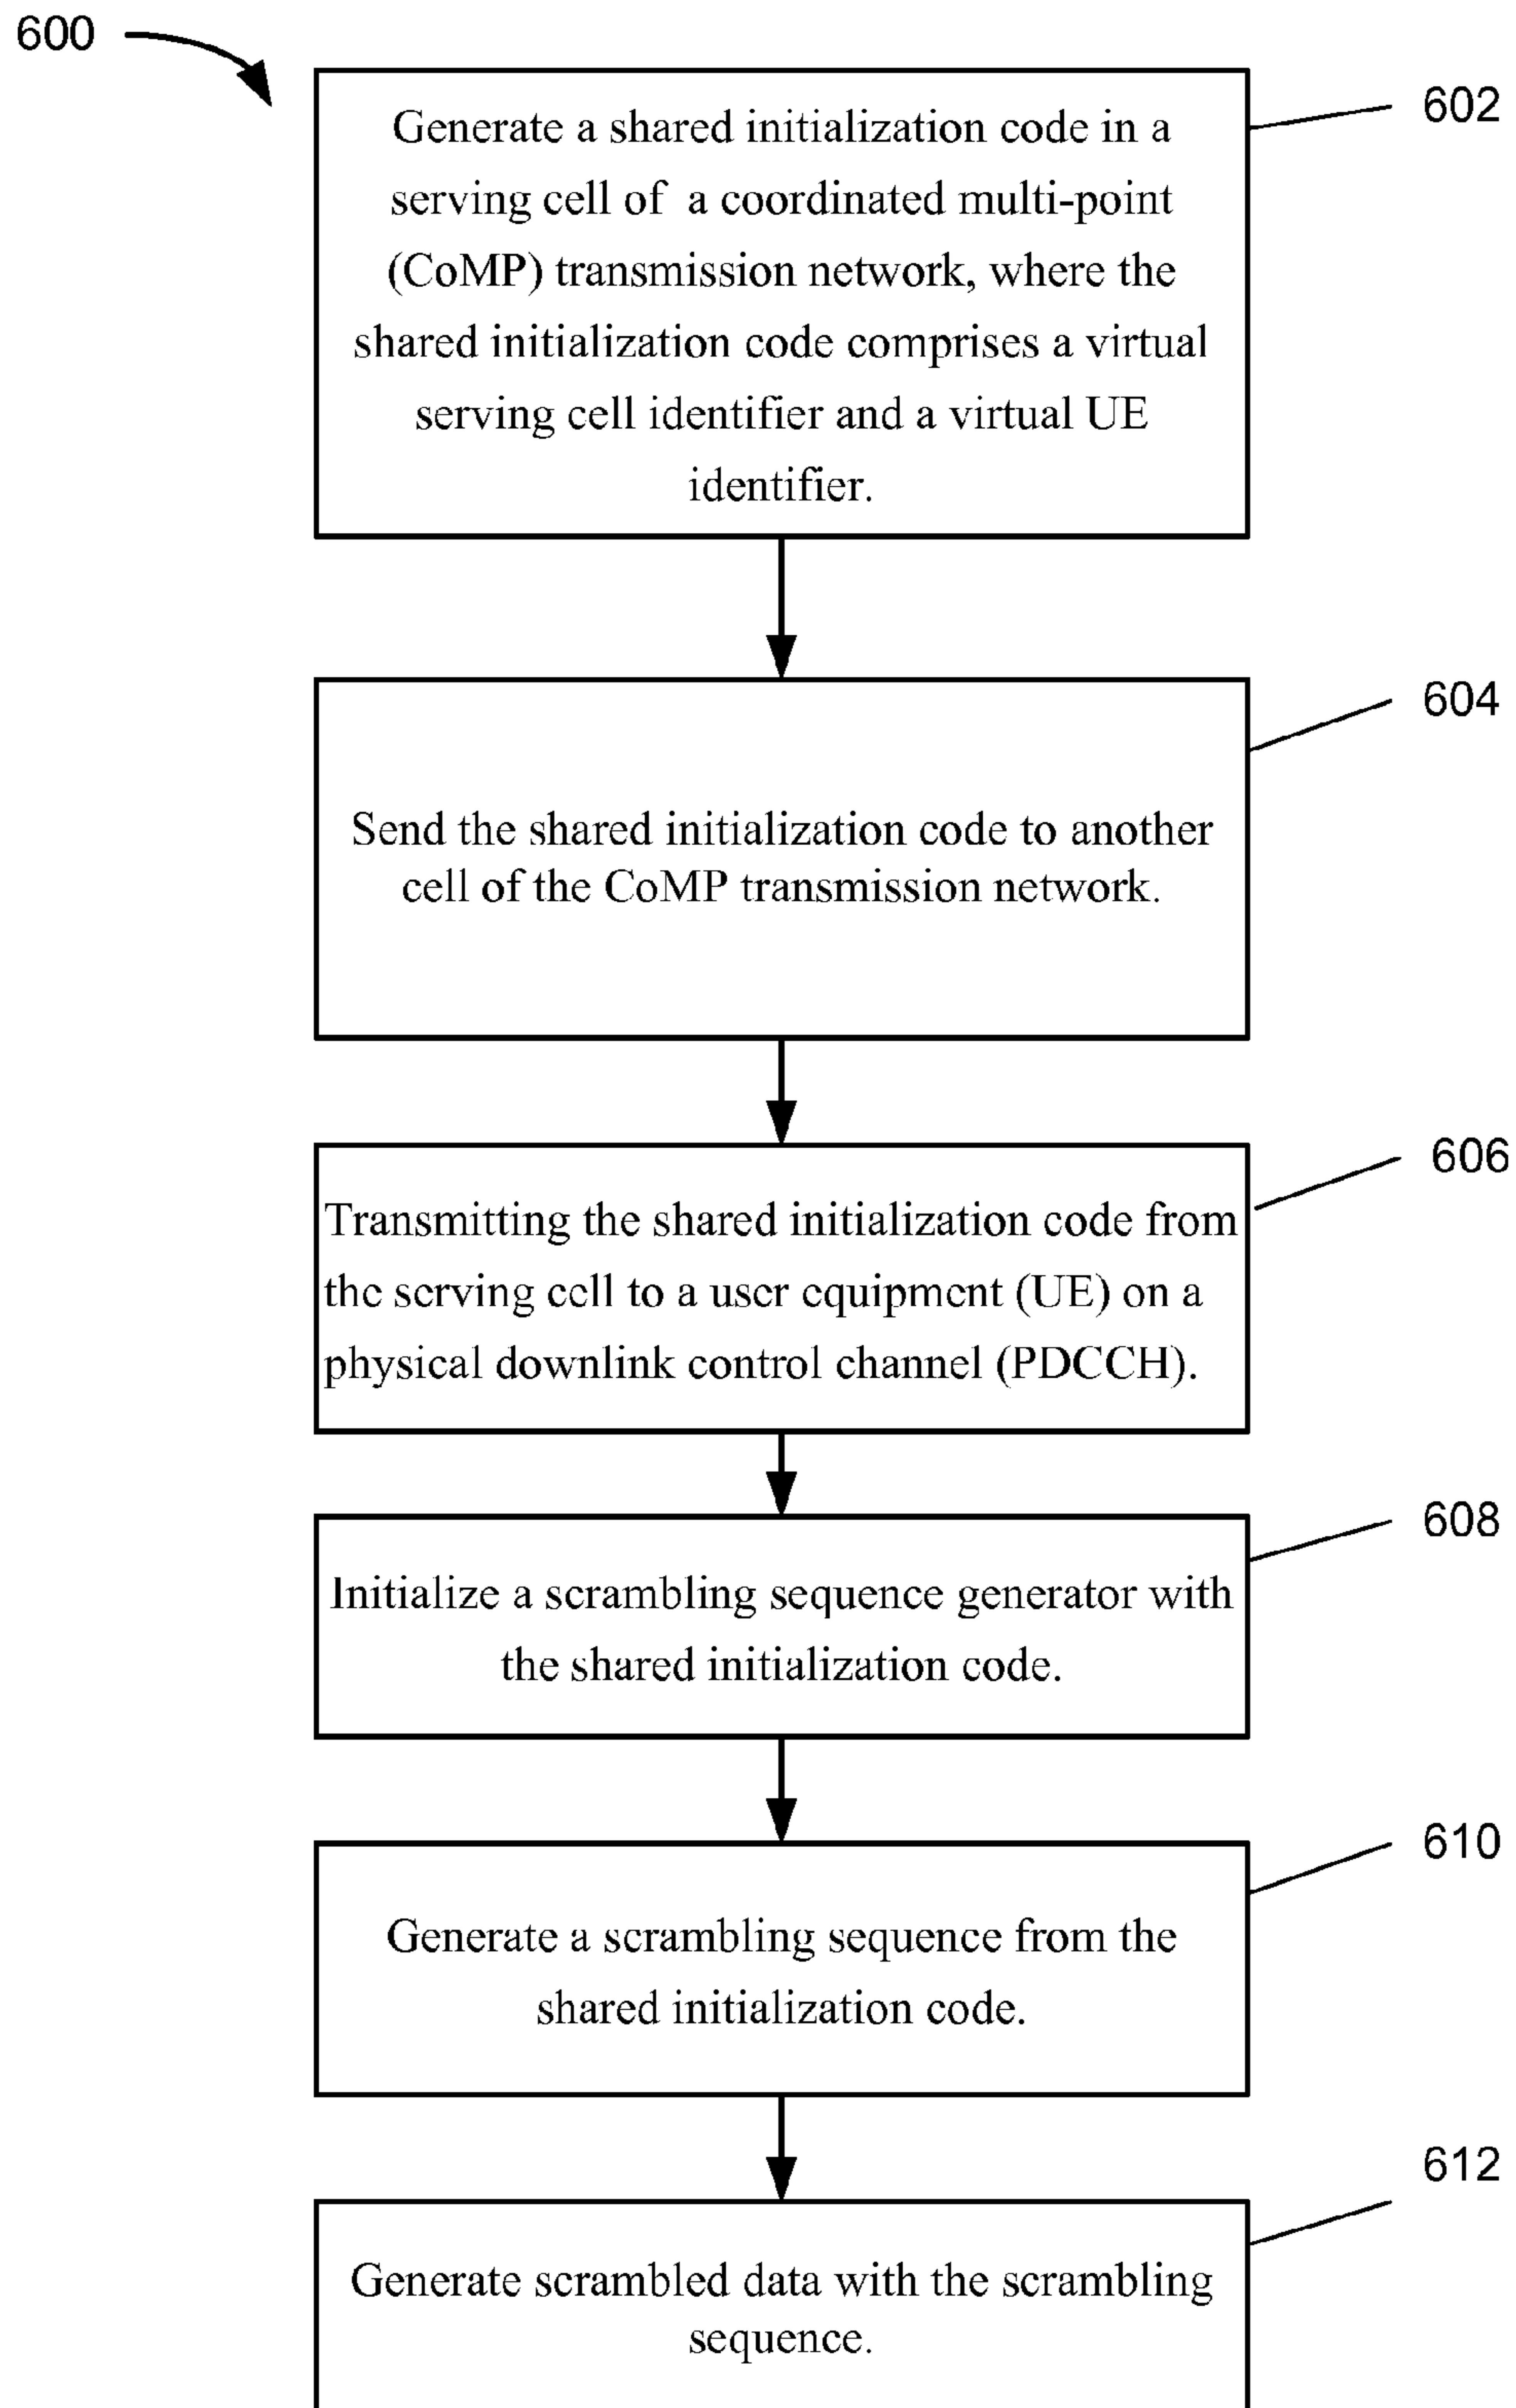 600
602
Generate a shared initialization code in a
serving cell of a coordinated multi-point
(CoMP) transmission network, where the
shared initialization code comprises a virtual
serving cell identifier and a virtual UE
identifier.
604
Send the shared initialization code to another
cell of the CoMP transmission network.
606
Transmitting the shared initialization code from
the serving cell to a user equipment (UE) on a
physical downlink control channel (PDCCH).
608
Initialize a scrambling sequence generator with
the shared initialization code.
610
Generate a scrambling sequence from the
shared initialization code.
612
Generate scrambled data with the scrambling
sequence.